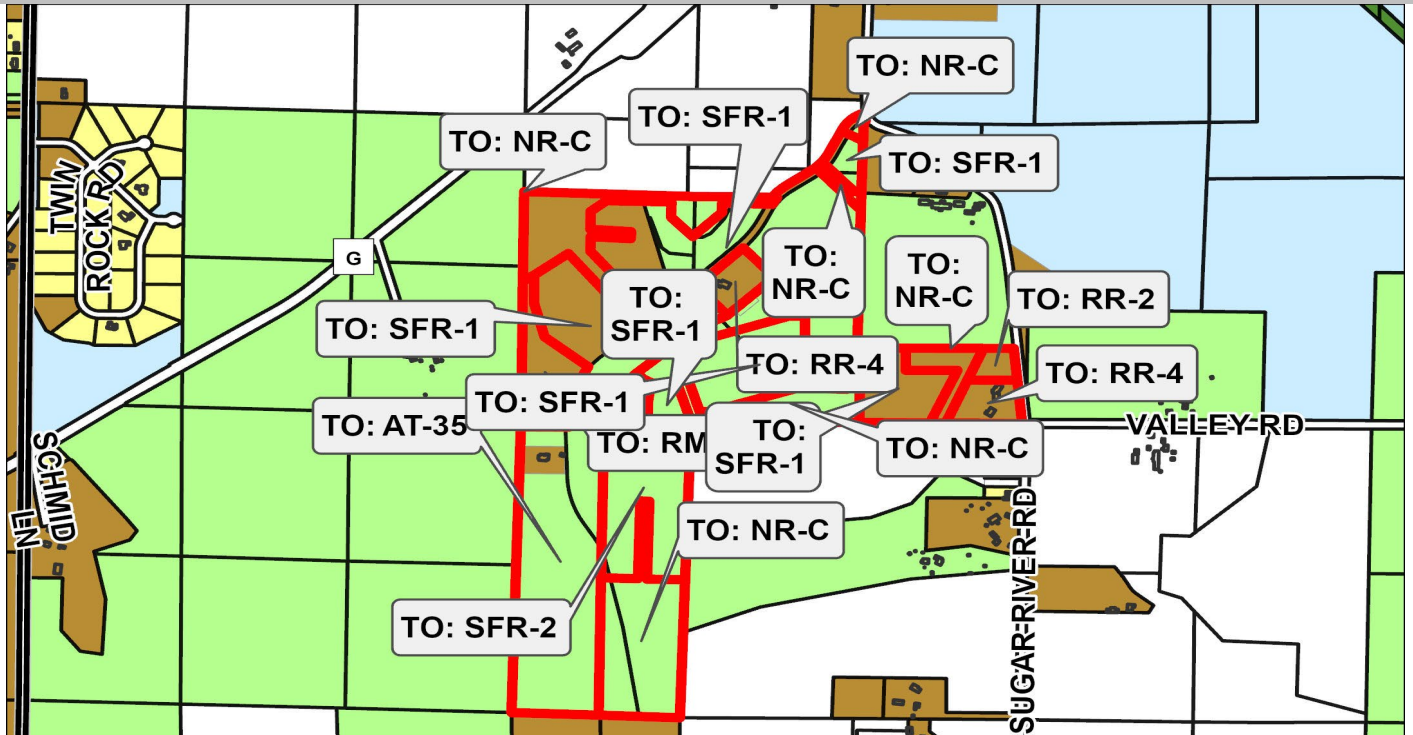 TO: NR-C
TO: SFR-1
TO: NR-C
TO: SFR-1
TWIN
ROCK RD
G
TO:
NR-C
TO:
NR-C
TO: SFR-1
TO:
SFR-1
TO: RR-2
TO: RR-4
TO: RR-4
TO: SFR-1
TO: AT-35
TO: RM
TO:
SFR-1
TO: NR-C
VALLEY RD
SCHMID
LN
TO: NR-C
SUGAR RIVER RD
TO: SFR-2